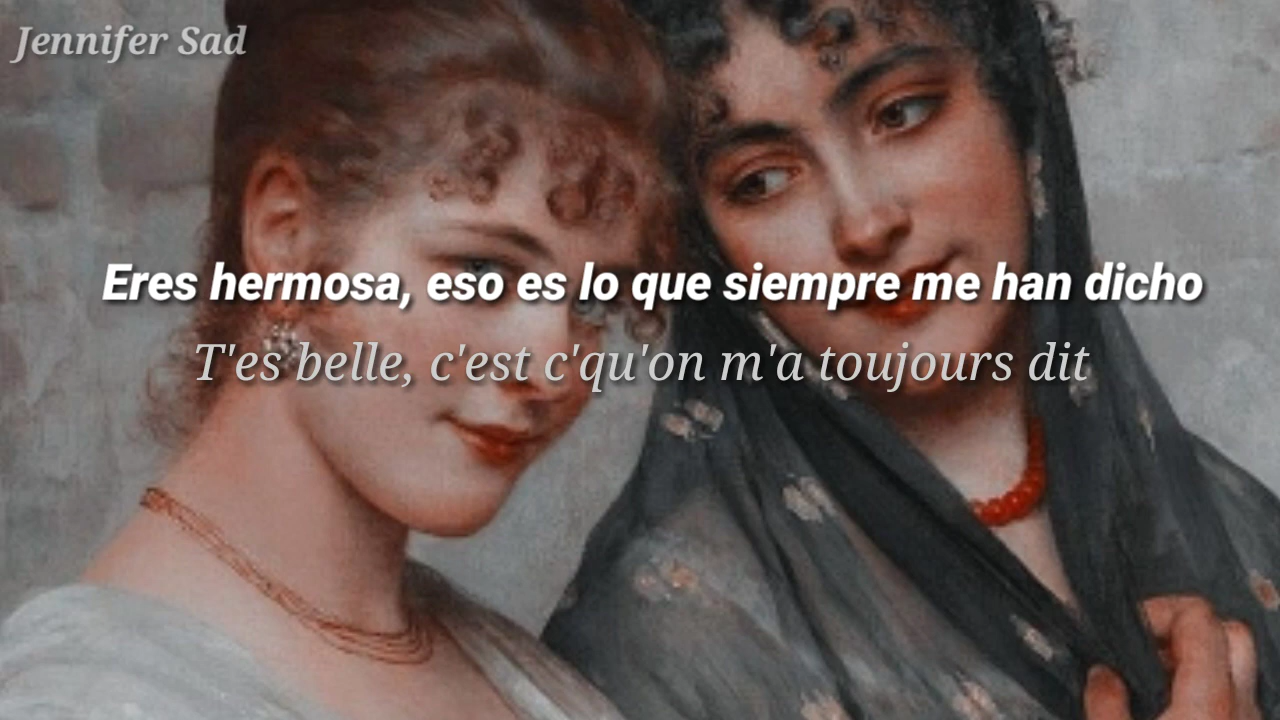 Jennifer Sad
Eres hermosa, eso es lo que siempre me han dicho
T'es belle, c'est c'qu'on m'a toujours dit